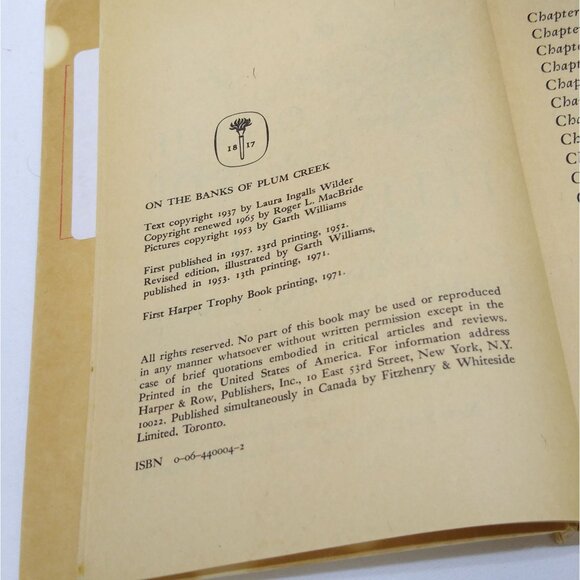 18 17
ON THE BANKS OF PLUM CREEK
Text copyright 1937 by Laura Ingalls Wilder
Copyright renewed 1965 by Roger L. MacBride
Pictures copyright 1953 by Garth Williams
First published in 1937. 23rd printing, 1952.
Revised edition, illustrated by Garth Williams,
published in 1953. 13th printing, 1971.
First Harper Trophy Book printing, 1971.
All rights reserved. No part of this book may be used or reproduced
in any manner whatsoever without written permission except in the
case of brief quotations embodied in critical articles and reviews.
Printed in the United States of America. For information address
Harper & Row, Publishers, Inc., 10 East 53rd Street, New York, N.Y.
10022. Published simultaneously in Canada by Fitzhenry & Whiteside
Limited. Toronto.
ISBN 0-06-440004-2
Chapter
Chapter
Chapter